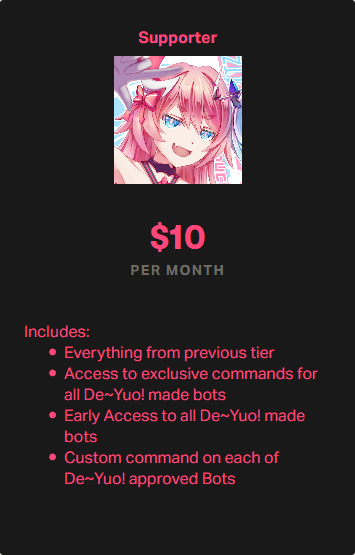 Supporter
$10
PER MONTH
Includes:
Everything from previous tier
Access to exclusive commands for
all De~Yuo! made bots
Early Access to all De~Yuo! made
bots
Custom command on each of
De~Yuo! approved Bots